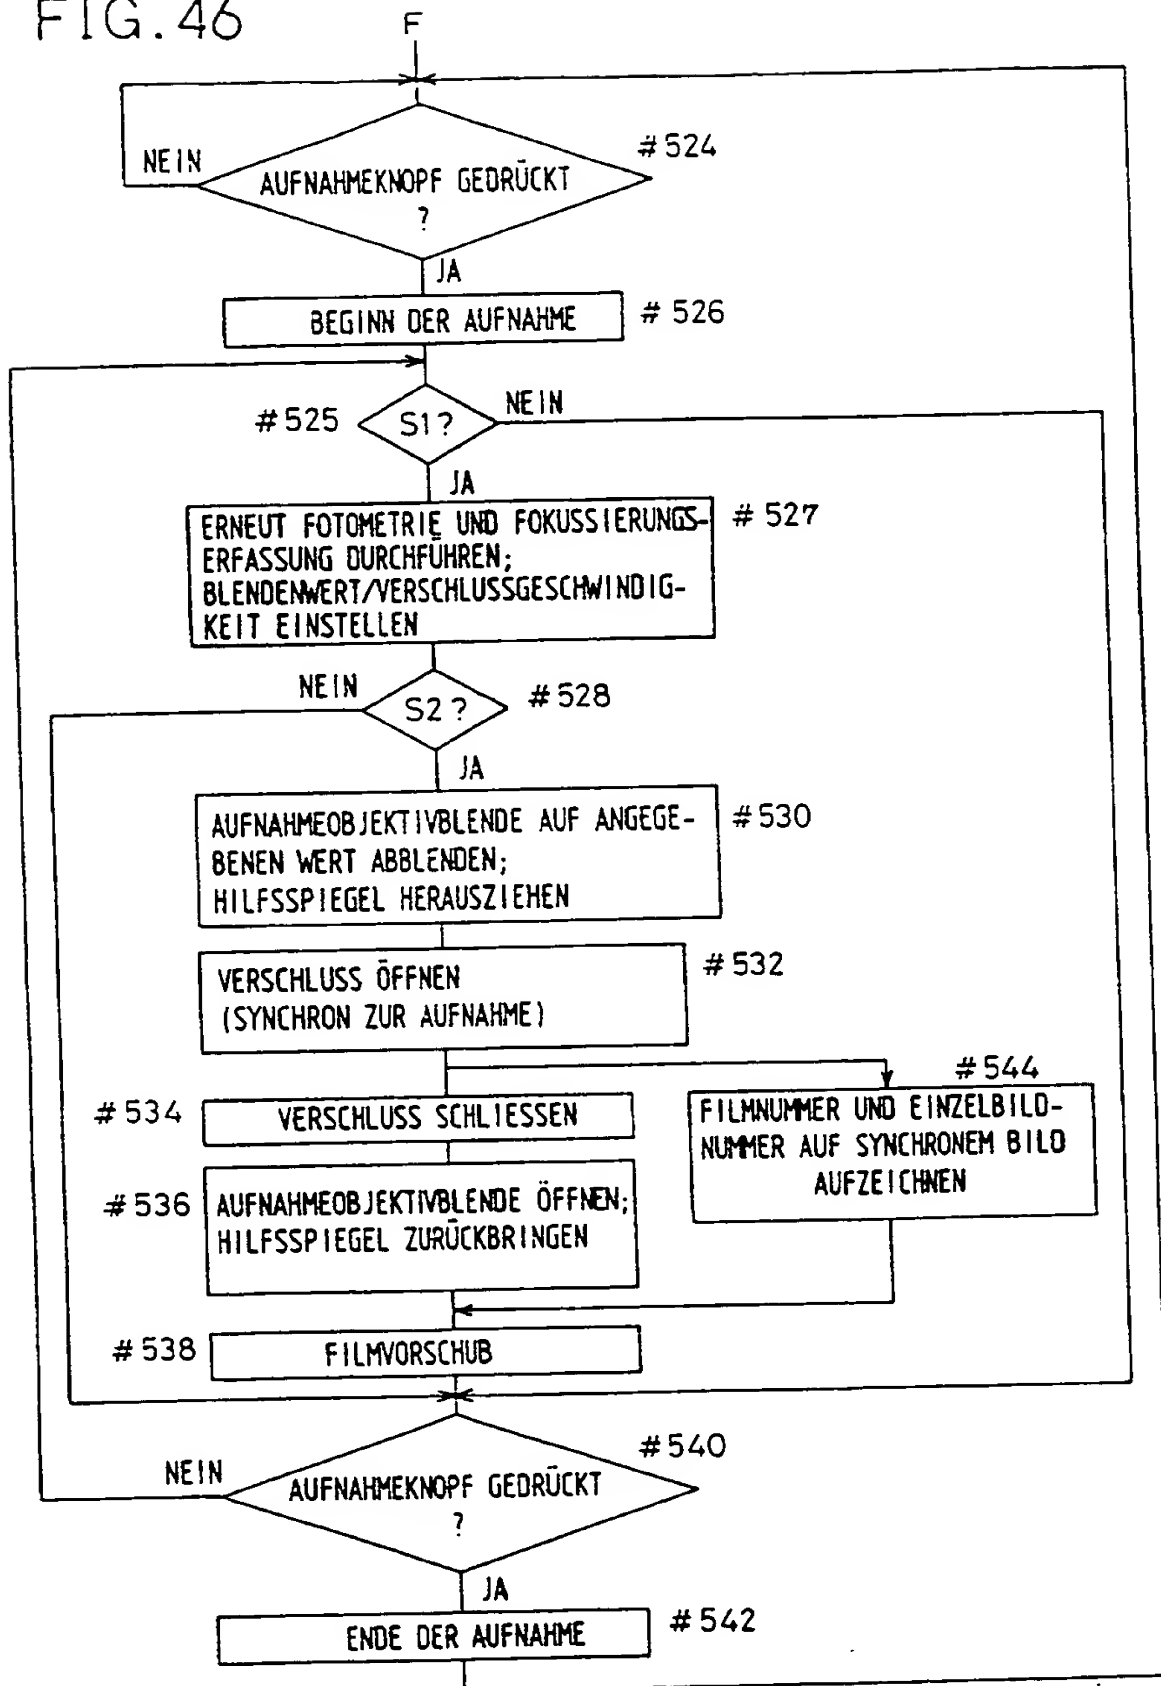 FIG. 46
F
NEIN
AUFNAHMEKNOPF GEDRÜCKT
?
#524
JA
BEGINN DER AUFNAHME
#526
#525
S1?
NEIN
JA
ERNEUT FOTOMETRIE UND FOKUSSIERUNGS-
ERFASSUNG DURCHFÜHREN;
BLENDENWERT/VERSCHLUSSGESCHWINDIG-
KEIT EINSTELLEN
#527
NEIN
S2?
#528
JA
AUFNAHMEOBJEKTIVBLENDE AUF ANGEGE-
BENEN WERT ABBLENDEN;
HILFSSPIEGEL HERAUSZIEHEN
#530
VERSCHLUSS ÖFFNEN
(SYNCHRON ZUR AUFNAHME)
#532
#544
#534
VERSCHLUSS SCHLIESSEN
FILMNUMMER UND EINZELBILD-
NUMMER AUF SYNCHRONEM BILD
AUFZEICHNEN
#536
AUFNAHMEOBJEKTIVBLENDE ÖFFNEN;
HILFSSPIEGEL ZURÜCKBRINGEN
#538
FILMVORSCHUB
#540
NEIN
AUFNAHMEKNOPF GEDRÜCKT
?
JA
ENDE DER AUFNAHME
#542